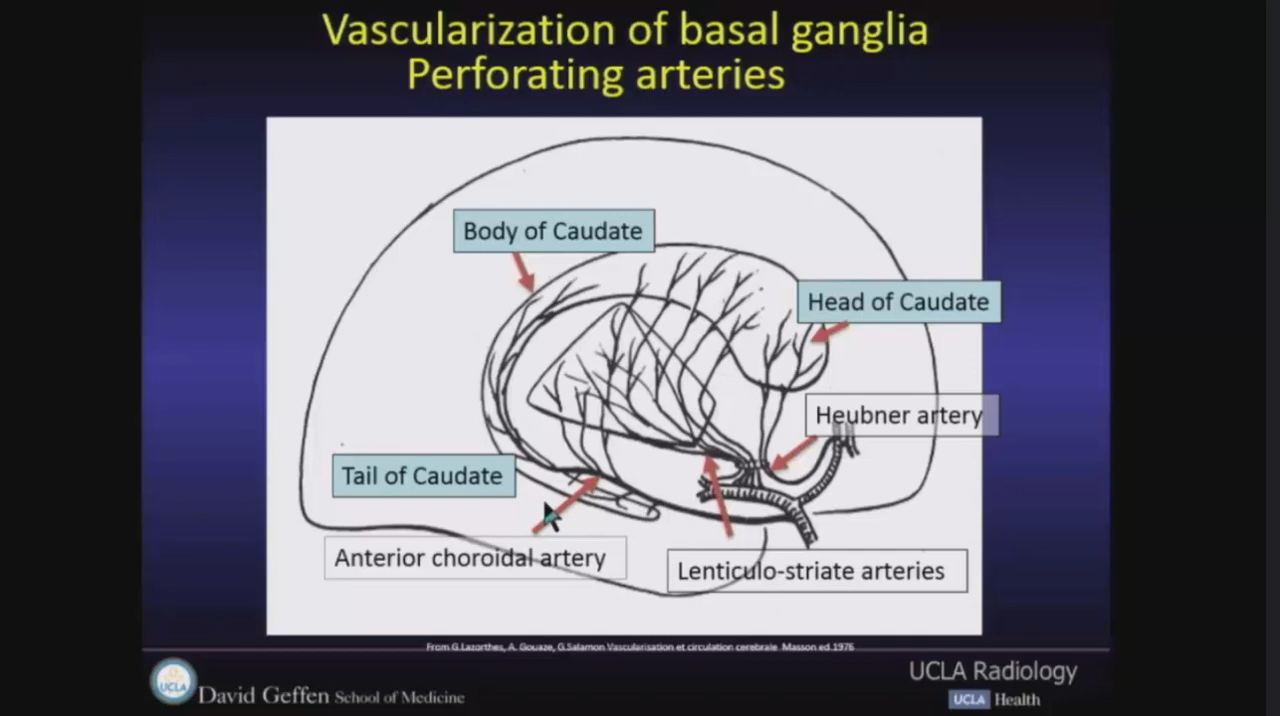 Vascularization of basal ganglia
Perforating arteries
Body of Caudate
Head of Caudate
Heubner artery
Tail of Caudate
Anterior choroidal artery
Lenticulo-striate arteries
From G.Lazorthes, A. Gouaze, G.Salamon Vascularisation et circulation cerebrale Masson ed.1976
UCLA
David Geffen School of Medicine
UCLA Radiology
UCLA Health